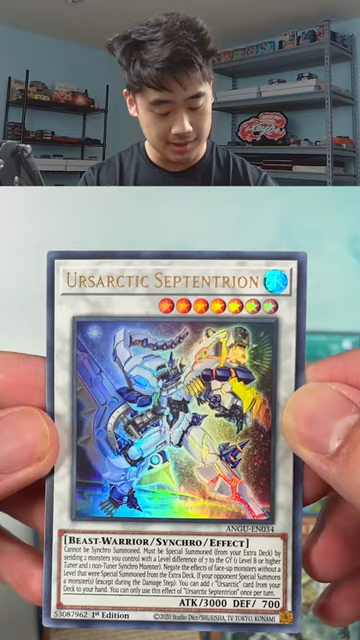 URSARCTIC SEPTENTRION
ANGU-EN034
[BEAST-WARRIOR/SYNCHRO/EFFECT]
Cannot be Synchro Summoned. Must be Special Summoned (from your Extra Deck) by
sending 2 monsters you control with a Level difference of 7 to the GY (1 Level 8 or higher
Tuner and 1 non-Tuner Synchro Monster). Negate the effects of face-up monsters without a
Level that were Special Summoned from the Extra Deck. If your opponent Special Summons
a monster(s) (except during the Damage Step): You can add 1 "Ursarctic" card from your
Deck to your hand. You can only use this effect of "Ursarctic Septentrion" once per turn.
ATK/3000 DEF/ 700
53087962 1st Edition
©2020 Studio Dice/SHUEISHA, TV TOKYO, KONAMI